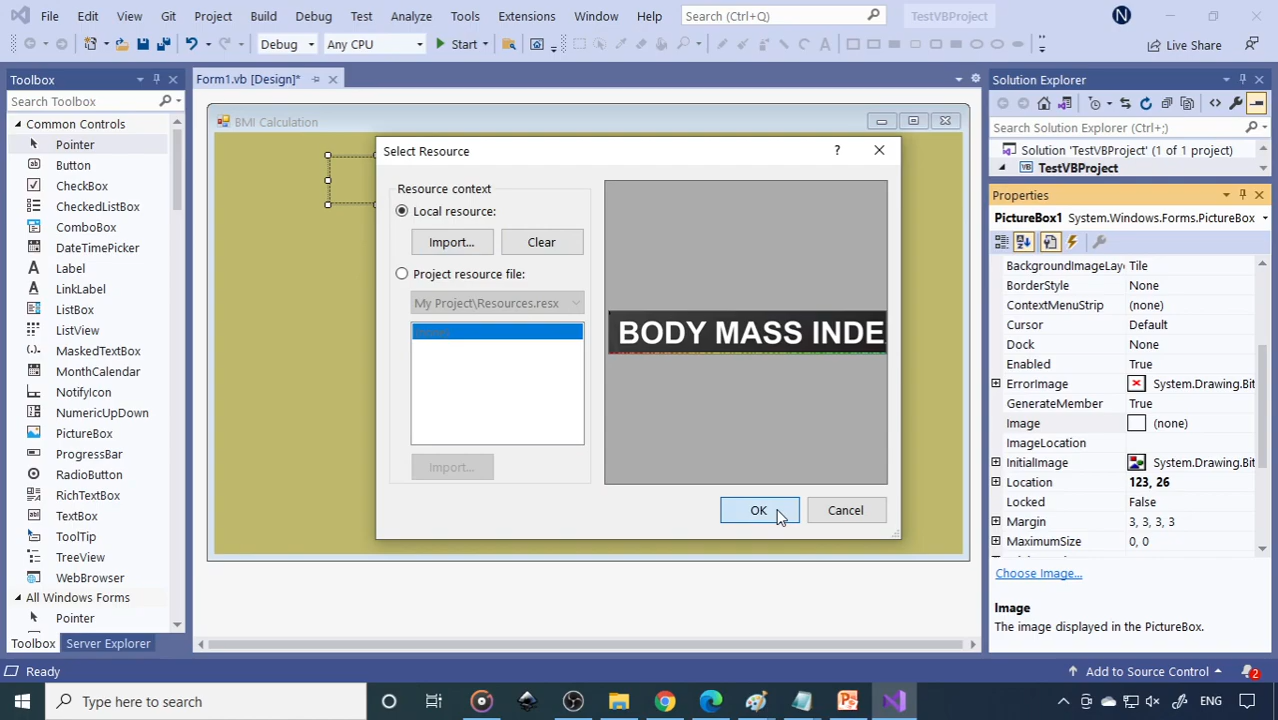 File Edit View Git Project Build Debug Test Analyze Tools Extensions Window Help Search (Ctrl+Q) TestVBProject N
Debug Any CPU Start Live Share
Toolbox
Search Toolbox
Common Controls
Pointer
Button
CheckBox
CheckedListBox
ComboBox
DateTimePicker
Label
LinkLabel
ListBox
ListView
MaskedTextBox
MonthCalendar
NotifyIcon
NumericUpDown
PictureBox
ProgressBar
RadioButton
RichTextBox
TextBox
ToolTip
TreeView
WebBrowser
All Windows Forms
Pointer
Toolbox Server Explorer
Form1.vb [Design]*
BMI Calculation
Select Resource ?
Resource context
Local resource:
Import... Clear
Project resource file:
My Project\Resources.resx
(none)
Import...
BODY MASS INDE
OK Cancel
Solution Explorer
Search Solution Explorer (Ctrl+;)
Solution 'TestVBProject' (1 of 1 project)
VB TestVBProject
Properties
PictureBox1 System.Windows.Forms.PictureBox
BackgroundImageLay Tile
BorderStyle None
ContextMenuStrip (none)
Cursor Default
Dock None
Enabled True
ErrorImage System.Drawing.Bit
GenerateMember True
Image (none)
ImageLocation
InitialImage System.Drawing.Bit
Location 123, 26
Locked False
Margin 3, 3, 3, 3
MaximumSize 0, 0
Choose Image...
Image
The image displayed in the PictureBox.
Ready Add to Source Control 2
Type here to search ENG